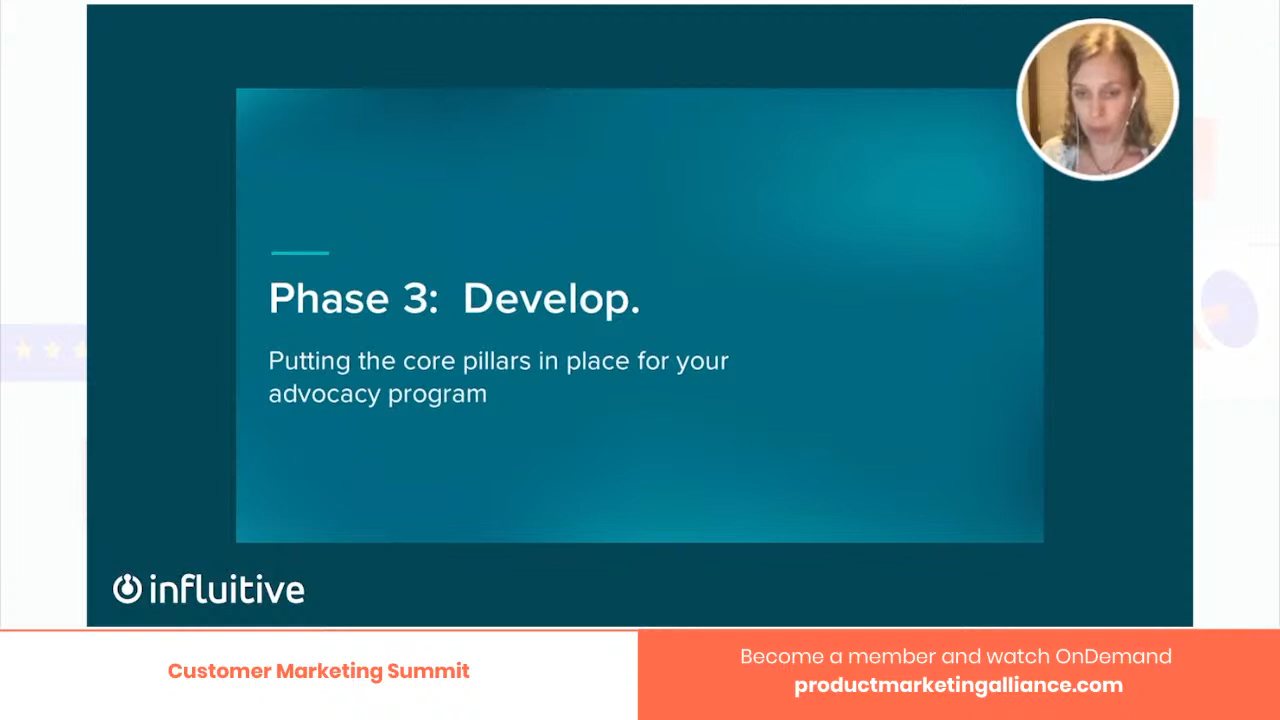 Phase 3: Develop.
Putting the core pillars in place for your
advocacy program
influitive
Customer Marketing Summit
Become a member and watch OnDemand
productmarketingalliance.com